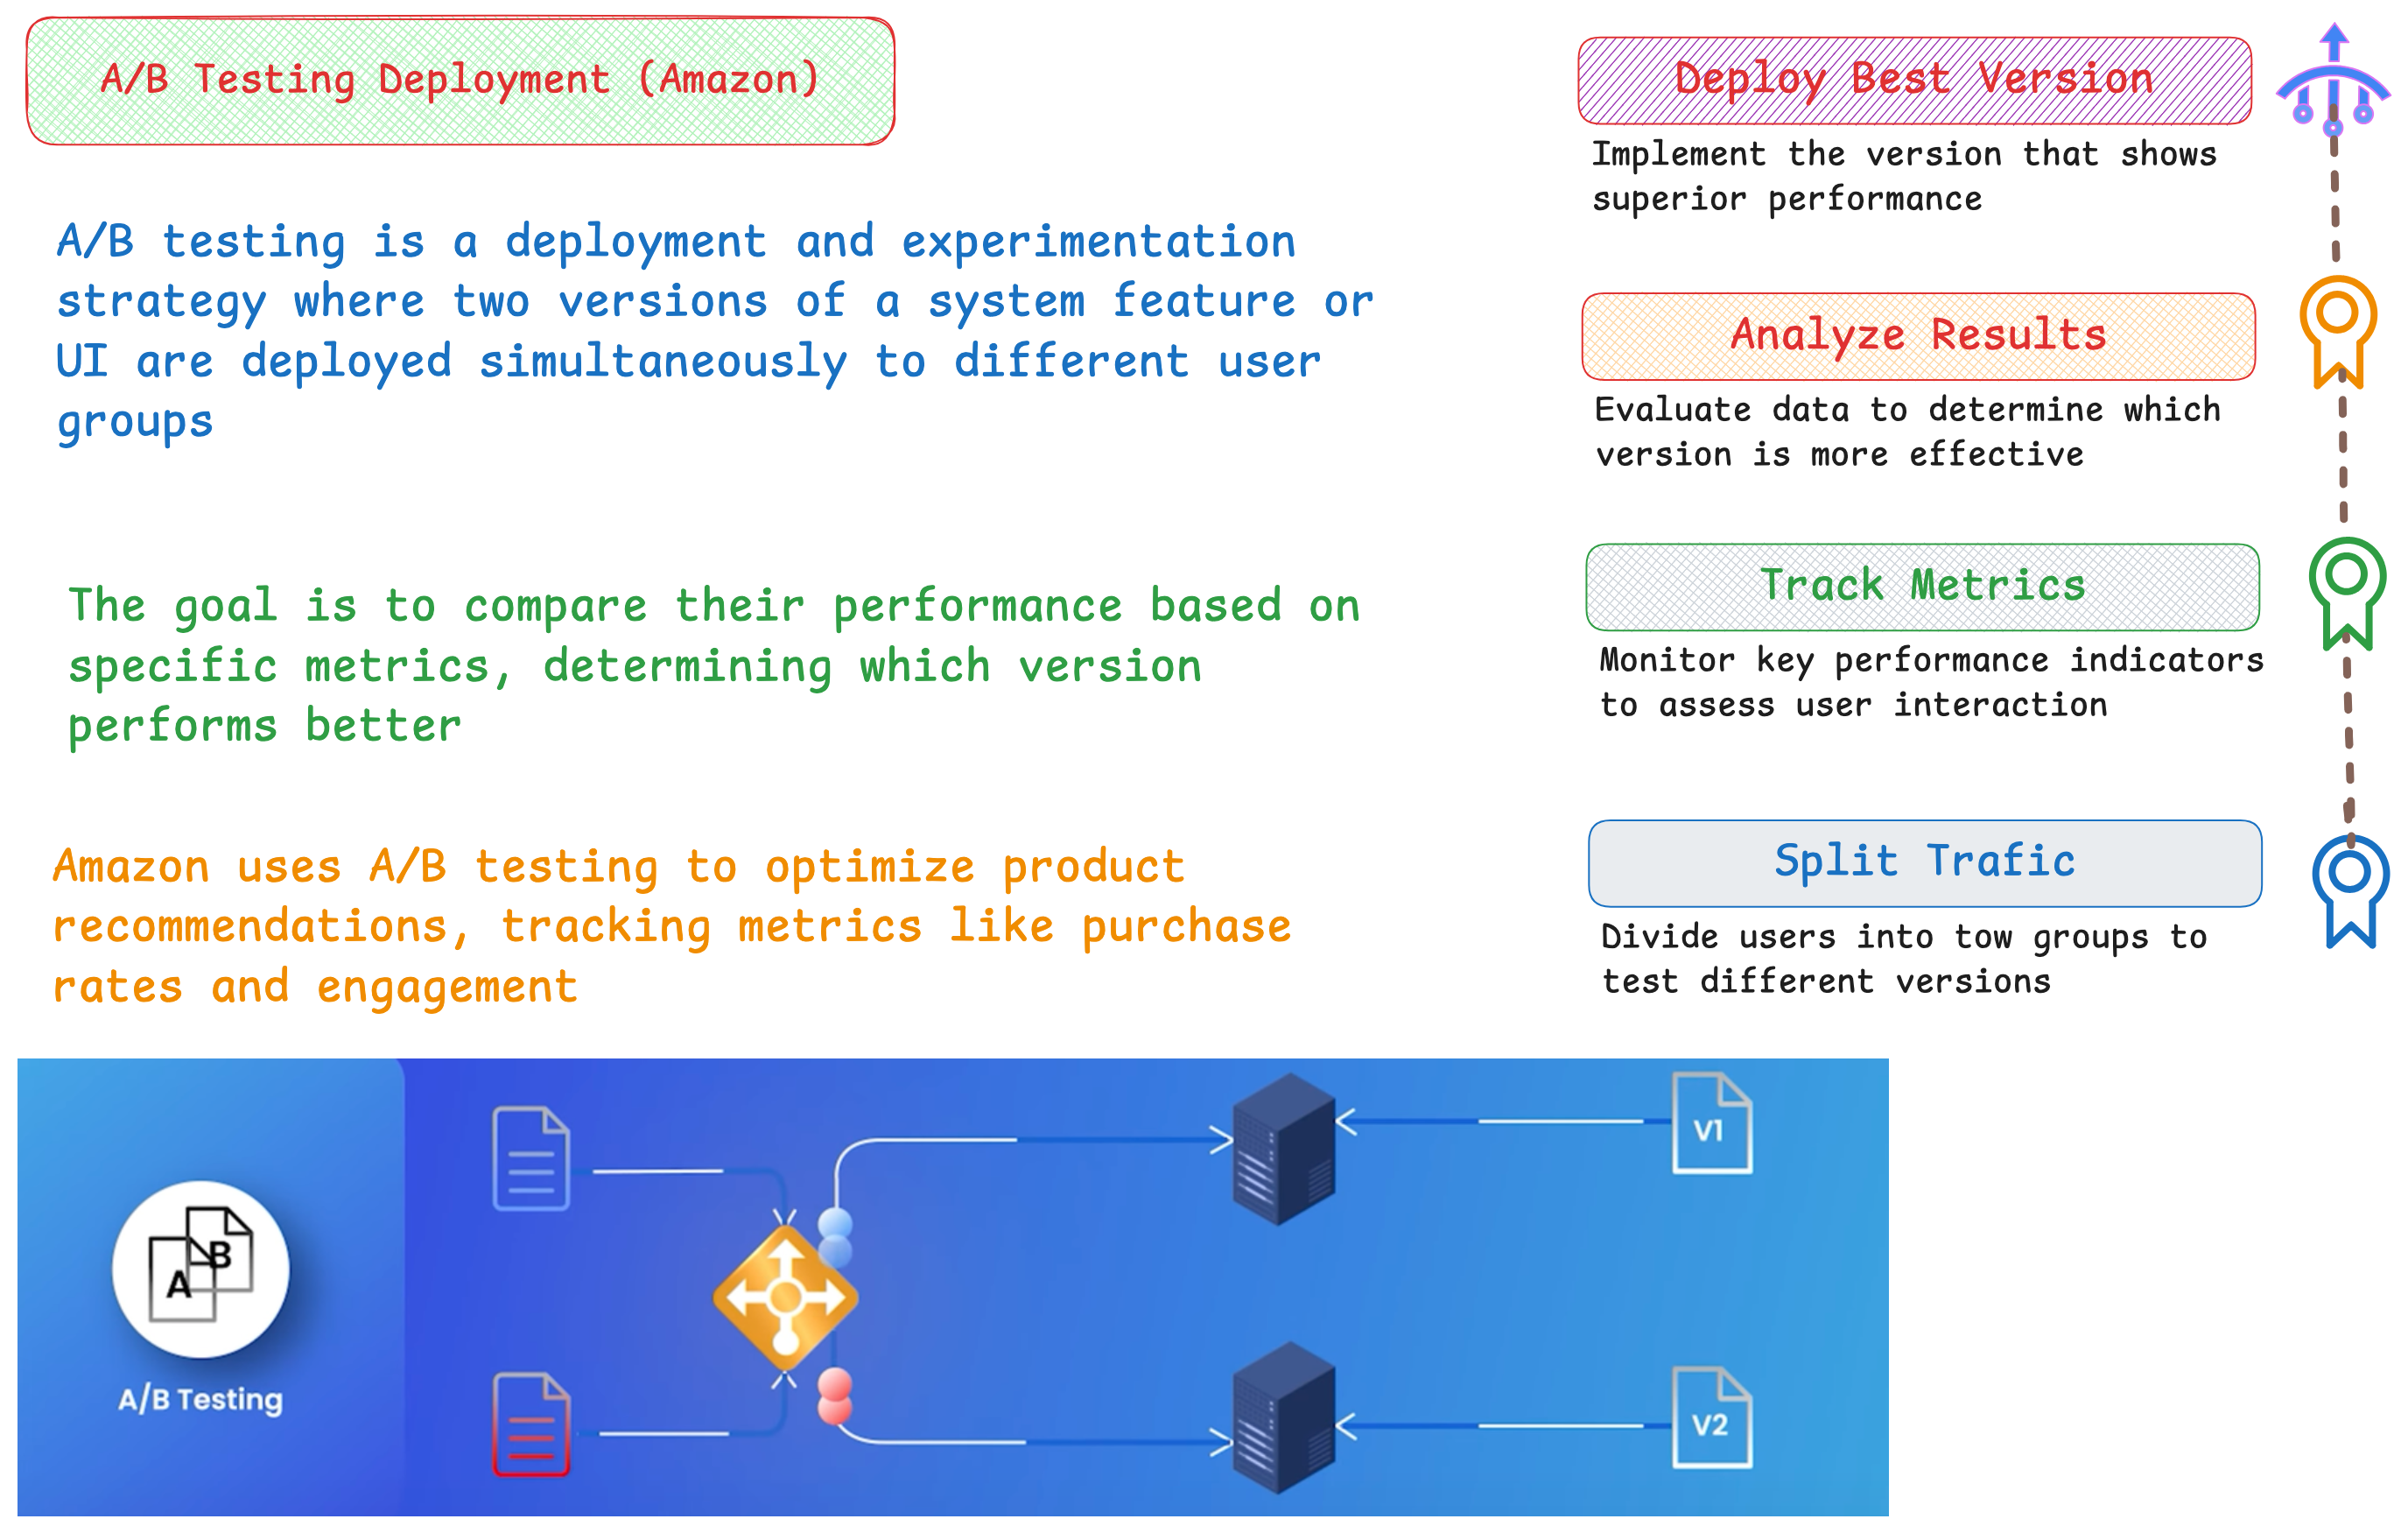 A/B Testing Deployment (Amazon)
A/B testing is a deployment and experimentation
strategy where two versions of a system feature or
UI are deployed simultaneously to different user
groups
The goal is to compare their performance based on
specific metrics, determining which version
performs better
Amazon uses A/B testing to optimize product
recommendations, tracking metrics like purchase
rates and engagement
Deploy Best Version
Implement the version that shows
superior performance
Analyze Results
Evaluate data to determine which
version is more effective
Track Metrics
Monitor key performance indicators
to assess user interaction
Split Trafic
Divide users into tow groups to
test different versions
A
B
A/B Testing
V1
V2